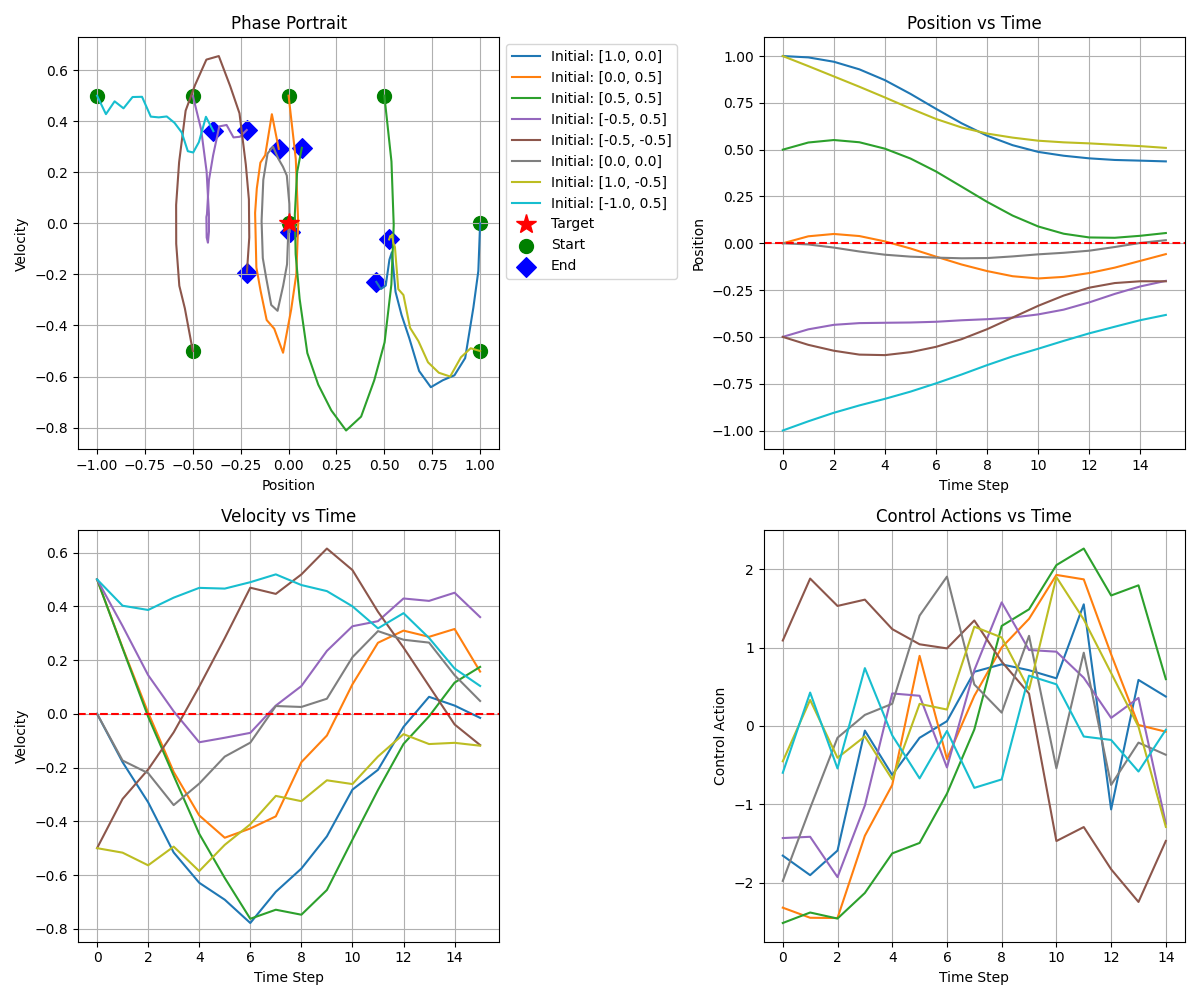 Phase Portrait
Velocity
0.6
0.4
0.2
0.0
−0.2
−0.4
−0.6
−0.8
−1.00 −0.75 −0.50 −0.25 0.00 0.25 0.50 0.75 1.00
Position
Initial: [1.0, 0.0]
Initial: [0.0, 0.5]
Initial: [0.5, 0.5]
Initial: [-0.5, 0.5]
Initial: [-0.5, -0.5]
Initial: [0.0, 0.0]
Initial: [1.0, -0.5]
Initial: [-1.0, 0.5]
Target
Start
End
Position vs Time
Position
1.00
0.75
0.50
0.25
0.00
−0.25
−0.50
−0.75
−1.00
0 2 4 6 8 10 12 14
Time Step
Velocity vs Time
Velocity
0.6
0.4
0.2
0.0
−0.2
−0.4
−0.6
−0.8
0 2 4 6 8 10 12 14
Time Step
Control Actions vs Time
Control Action
2
1
0
−1
−2
0 2 4 6 8 10 12 14
Time Step